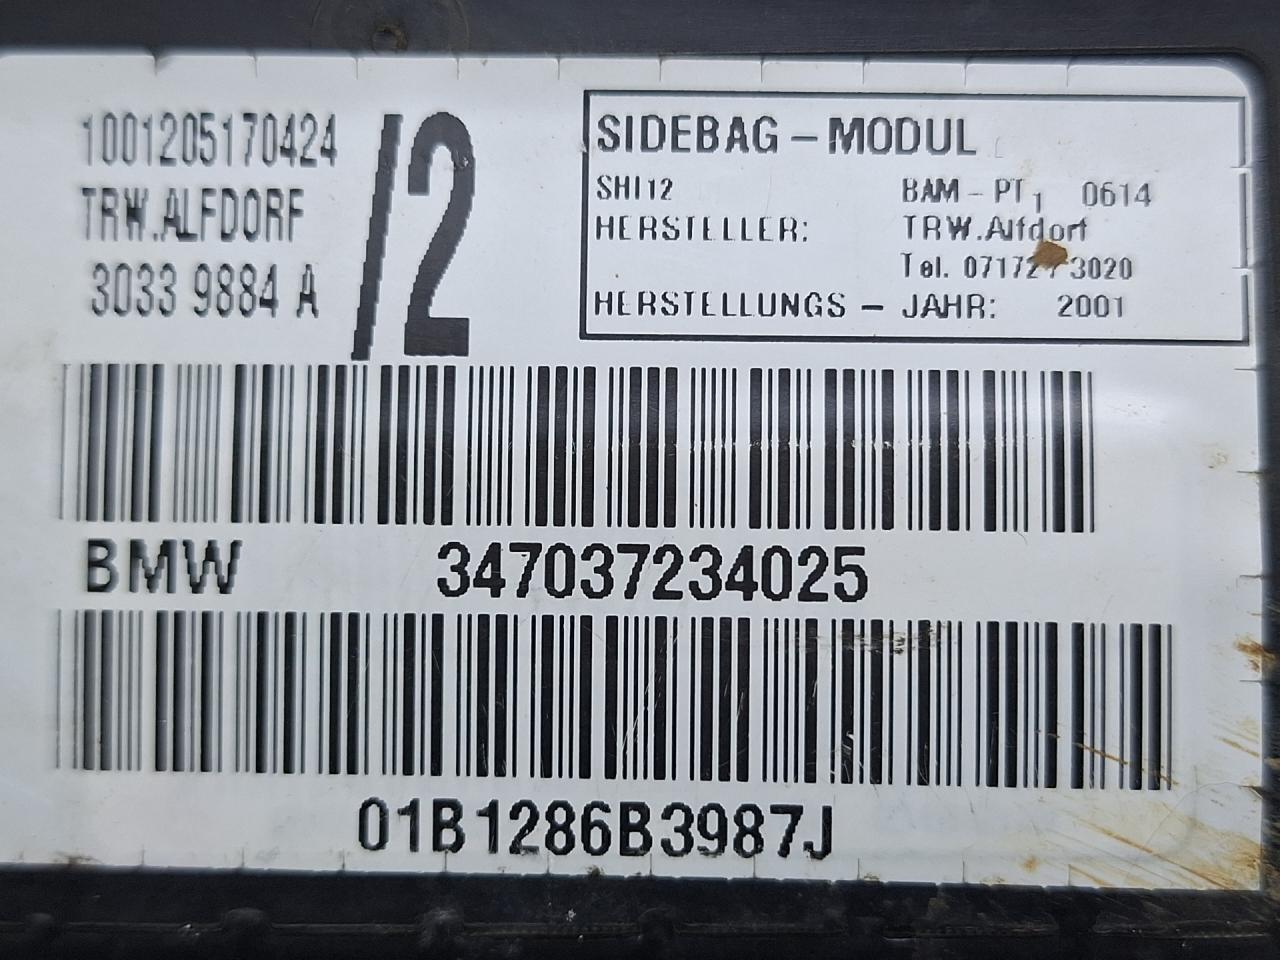 1001205170424
TRW.ALFDORF
3033 9884 A
/2
SIDEBAG – MODUL
SHI12 BAM – PT1 0614
HERSTELLER: TRW.Alfdorf
Tel. 07172 / 3020
HERSTELLUNGS – JAHR: 2001
BMW 347037234025
01B1286B3987J